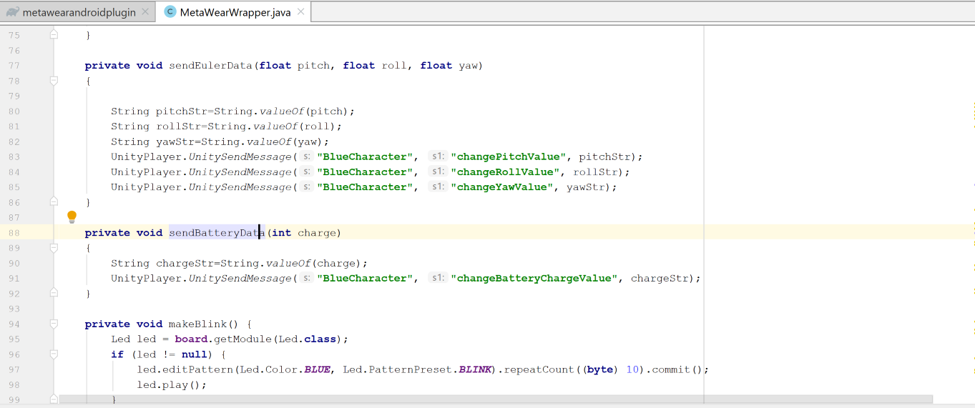 metawearandroidplugin MetaWearWrapper.java
75 }
76
77 private void sendEulerData(float pitch, float roll, float yaw)
78 {
79
80 String pitchStr=String.valueOf(pitch);
81 String rollStr=String.valueOf(roll);
82 String yawStr=String.valueOf(yaw);
83 UnityPlayer.UnitySendMessage( s: "BlueCharacter", s1: "changePitchValue", pitchStr);
84 UnityPlayer.UnitySendMessage( s: "BlueCharacter", s1: "changeRollValue", rollStr);
85 UnityPlayer.UnitySendMessage( s: "BlueCharacter", s1: "changeYawValue", yawStr);
86 }
87
88 private void sendBatteryData(int charge)
89 {
90 String chargeStr=String.valueOf(charge);
91 UnityPlayer.UnitySendMessage( s: "BlueCharacter", s1: "changeBatteryChargeValue", chargeStr);
92 }
93
94 private void makeBlink() {
95 Led led = board.getModule(Led.class);
96 if (led != null) {
97 led.editPattern(Led.Color.BLUE, Led.PatternPreset.BLINK).repeatCount((byte) 10).commit();
98 led.play();
99 }